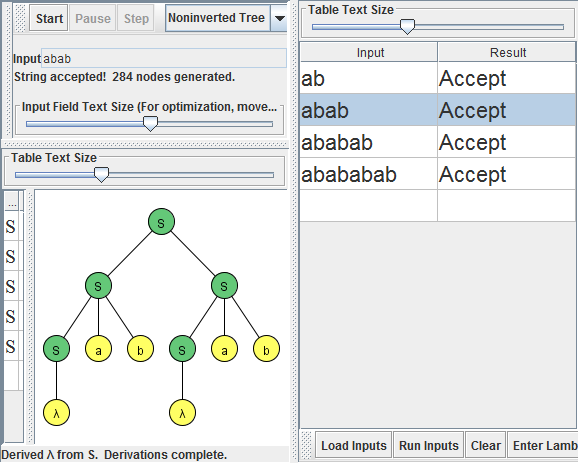 Start Pause Step Noninverted Tree
Input abab
String accepted! 284 nodes generated.
Input Field Text Size (For optimization, move...
Table Text Size
...
S
S
S
S
S
S
S S
S a b S a b
λ λ
Derived λ from S. Derivations complete.
Table Text Size
Input Result
ab Accept
abab Accept
ababab Accept
abababab Accept
Load Inputs Run Inputs Clear Enter Lamb